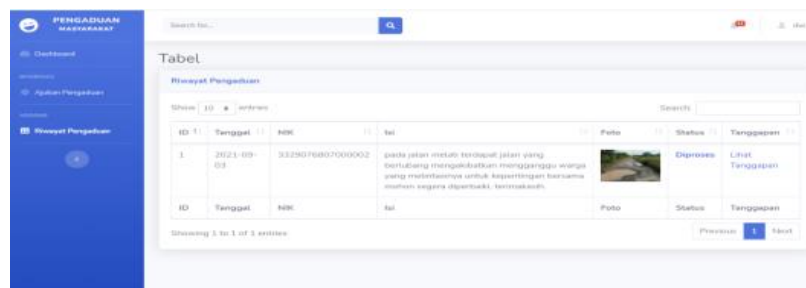 PENGADUAN
MASYARAKAT
Search for...
Dashboard
Ajukan Pengaduan
Riwayat Pengaduan
Tabel
Riwayat Pengaduan
Show 10 entries
Search:
ID Tanggal NIK Isi Foto Status Tanggapan
1 2021-09-03 3329076807000002 Diproses Lihat Tanggapan
pada jalan melati terdapat jalan yang
berlubang mengakibatkan mengganggu warga
yang melintasinya untuk kepentingan bersama
mohon segera diperbaiki, terimakasih.
ID Tanggal NIK Isi Foto Status Tanggapan
Showing 1 to 1 of 1 entries
Previous 1 Next